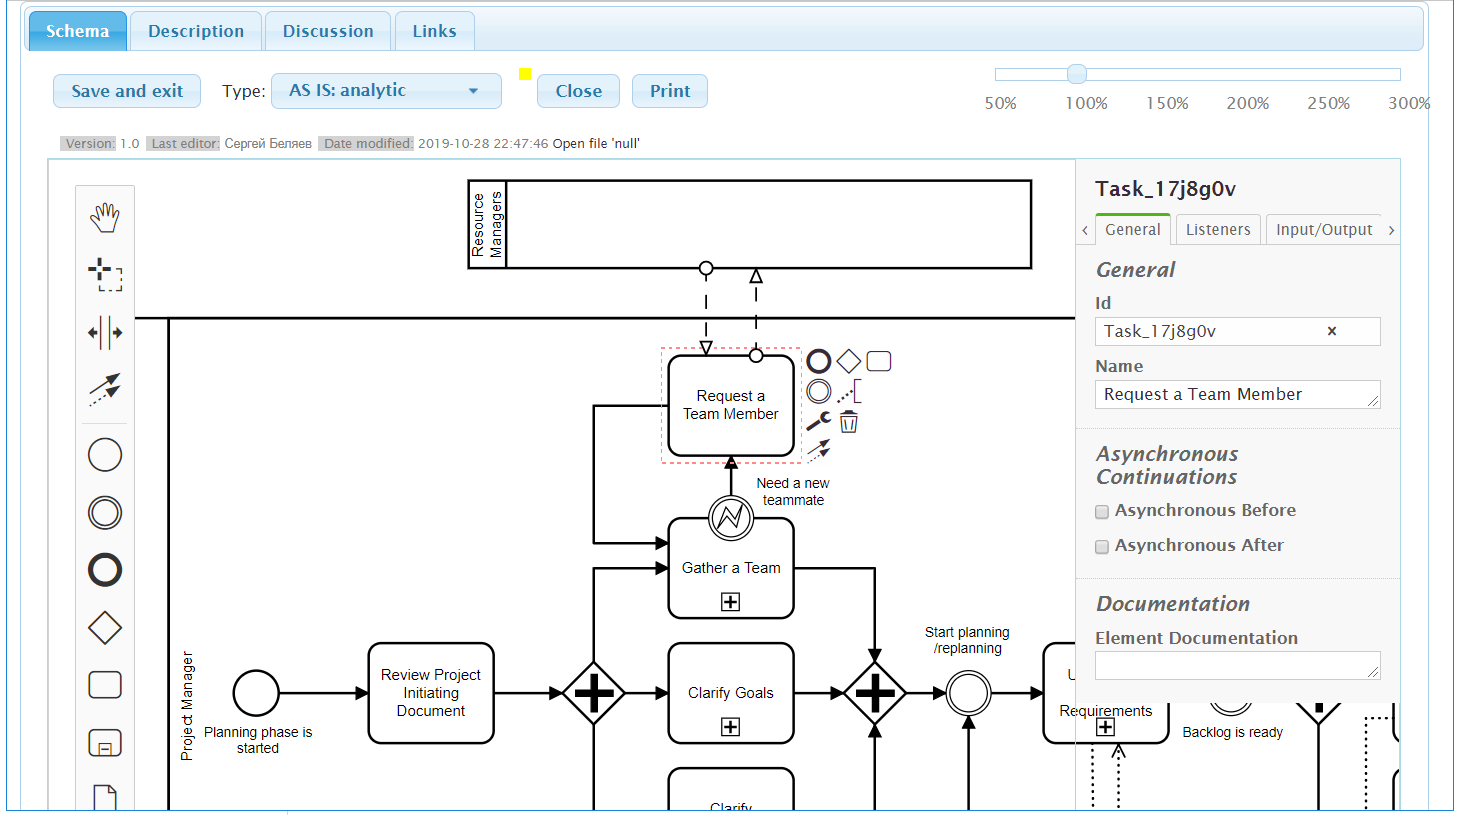 Schema Description Discussion Links
Save and exit Type: AS IS: analytic Close Print
50% 100% 150% 200% 250% 300%
Version: 1.0 Last editor: Сергей Беляев Date modified: 2019-10-28 22:47:46 Open file 'null'
Resource
Managers
Request a
Team Member
Need a new
teammate
Gather a Team
Project Manager
Planning phase is
started
Review Project
Initiating
Document
Clarify Goals
Clarify
Start planning
/replanning
Requirements
Backlog is ready
Task_17j8g0v
General Listeners Input/Output
General
Id
Task_17j8g0v
Name
Request a Team Member
Asynchronous
Continuations
Asynchronous Before
Asynchronous After
Documentation
Element Documentation